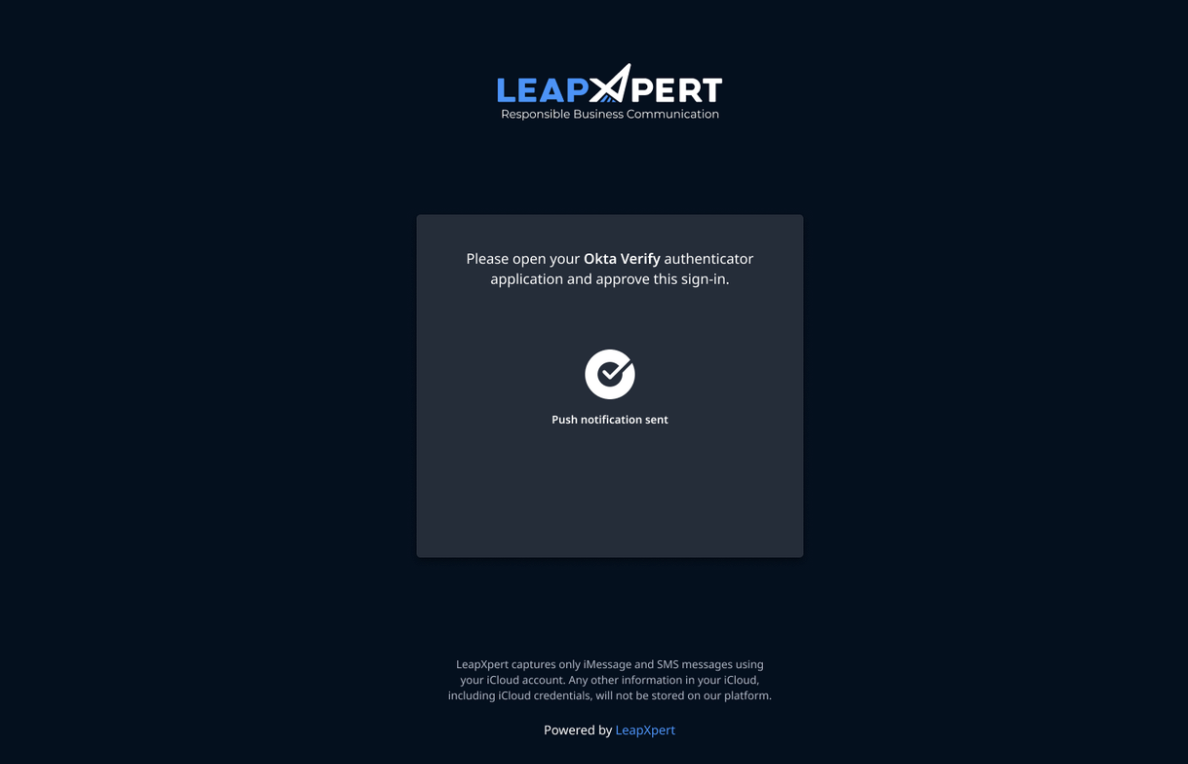 LEAPXPERT
Responsible Business Communication
Please open your Okta Verify authenticator
application and approve this sign-in.
Push notification sent
LeapXpert captures only iMessage and SMS messages using
your iCloud account. Any other information in your iCloud,
including iCloud credentials, will not be stored on our platform.
Powered by LeapXpert